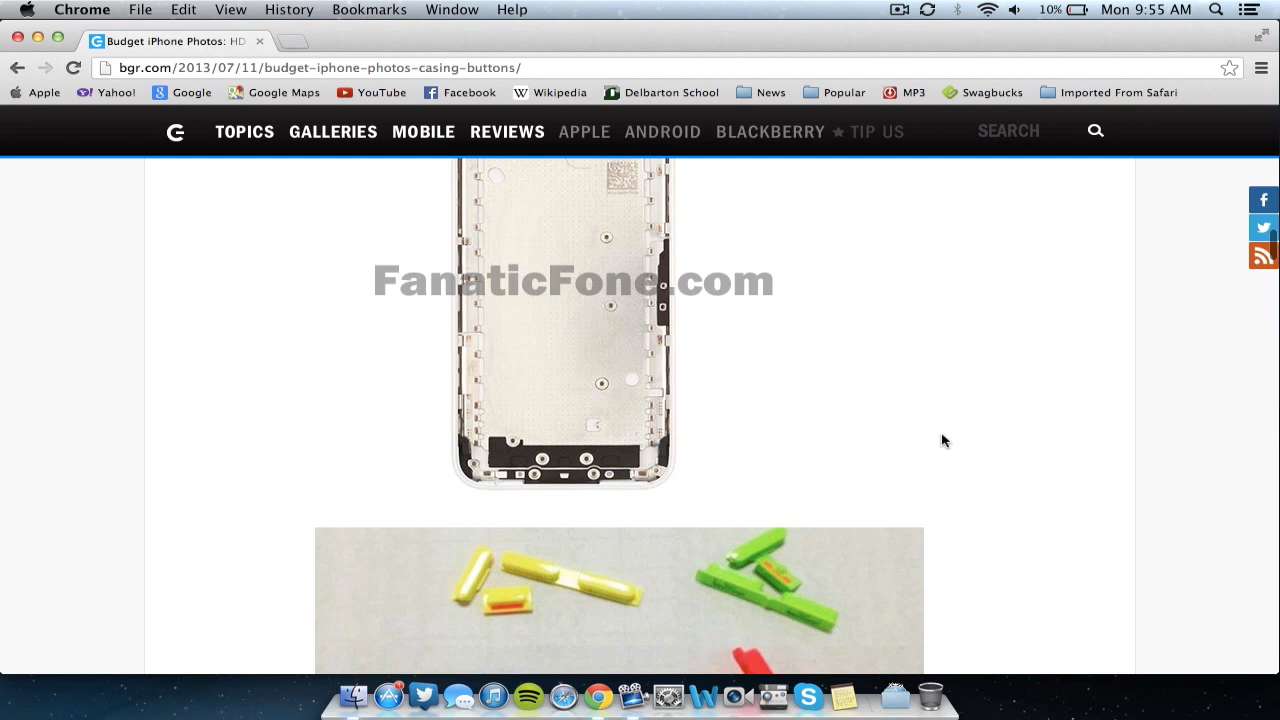 Chrome File Edit View History Bookmarks Window Help 10% Mon 9:55 AM
Budget iPhone Photos: HD
bgr.com/2013/07/11/budget-iphone-photos-casing-buttons/
Apple Yahoo! Google Google Maps YouTube Facebook Wikipedia Delbarton School News Popular MP3 Swagbucks Imported From Safari
TOPICS GALLERIES MOBILE REVIEWS APPLE ANDROID BLACKBERRY TIP US SEARCH
FanaticFone.com